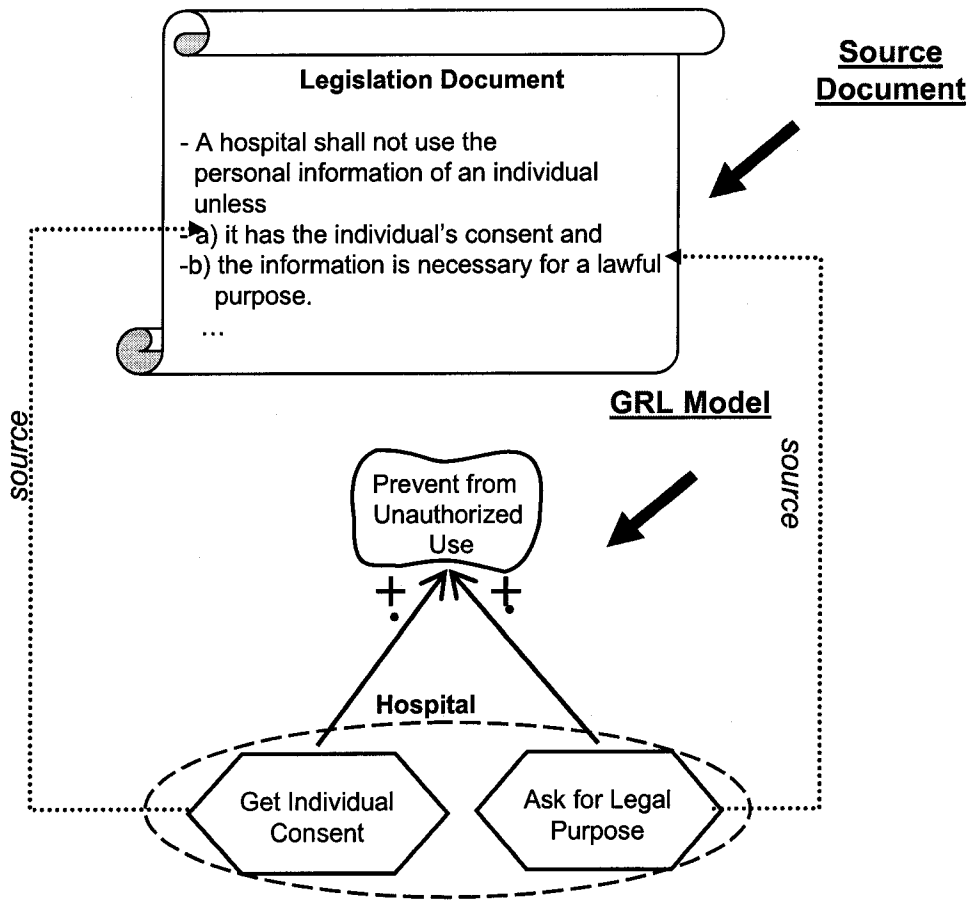 Legislation Document
Source
Document
- A hospital shall not use the
personal information of an individual
unless
- a) it has the individual's consent and
-b) the information is necessary for a lawful
purpose.
...
GRL Model
source
source
Prevent from
Unauthorized
Use
+
+
Hospital
Get Individual
Consent
Ask for Legal
Purpose